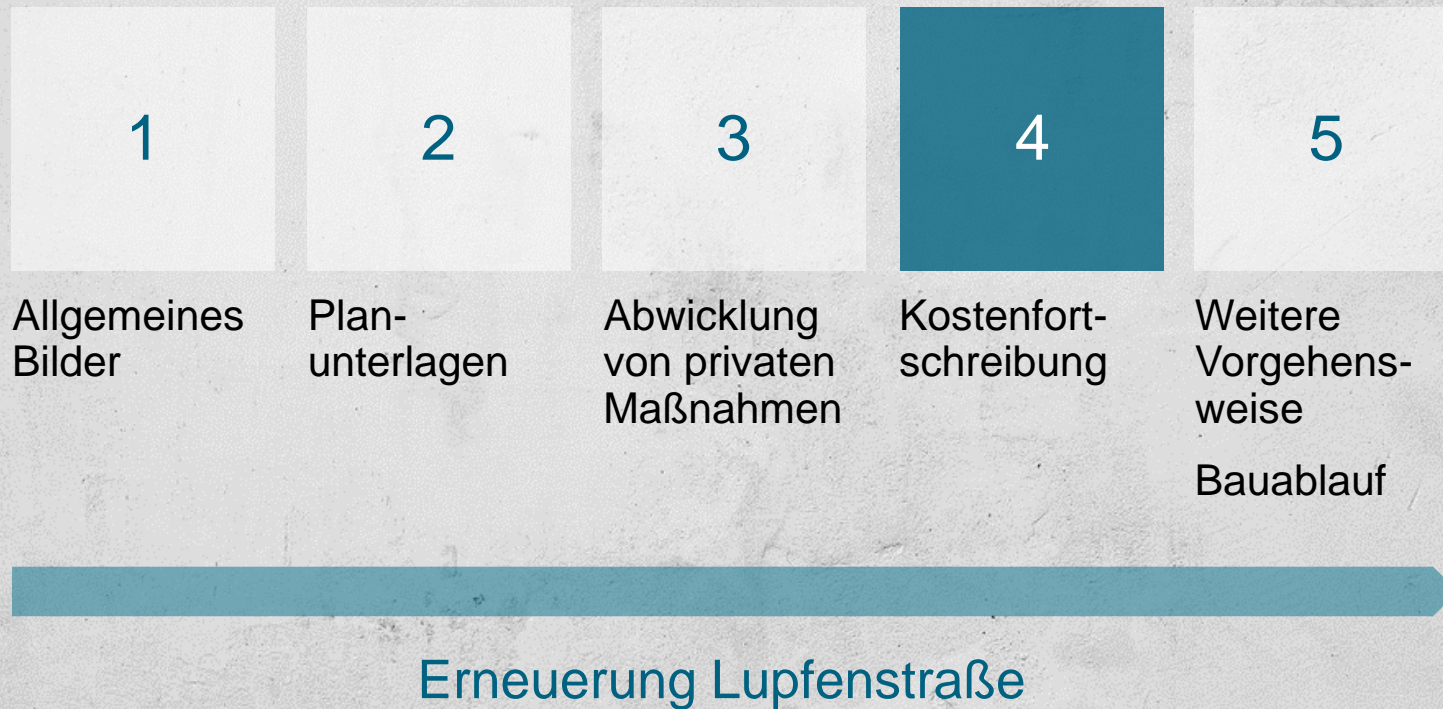 1
Allgemeines
Bilder
2
Plan-
unterlagen
3
Abwicklung
von privaten
Maßnahmen
4
Kostenfort-
schreibung
5
Weitere
Vorgehens-
weise
Bauablauf
Erneuerung Lupfenstraße